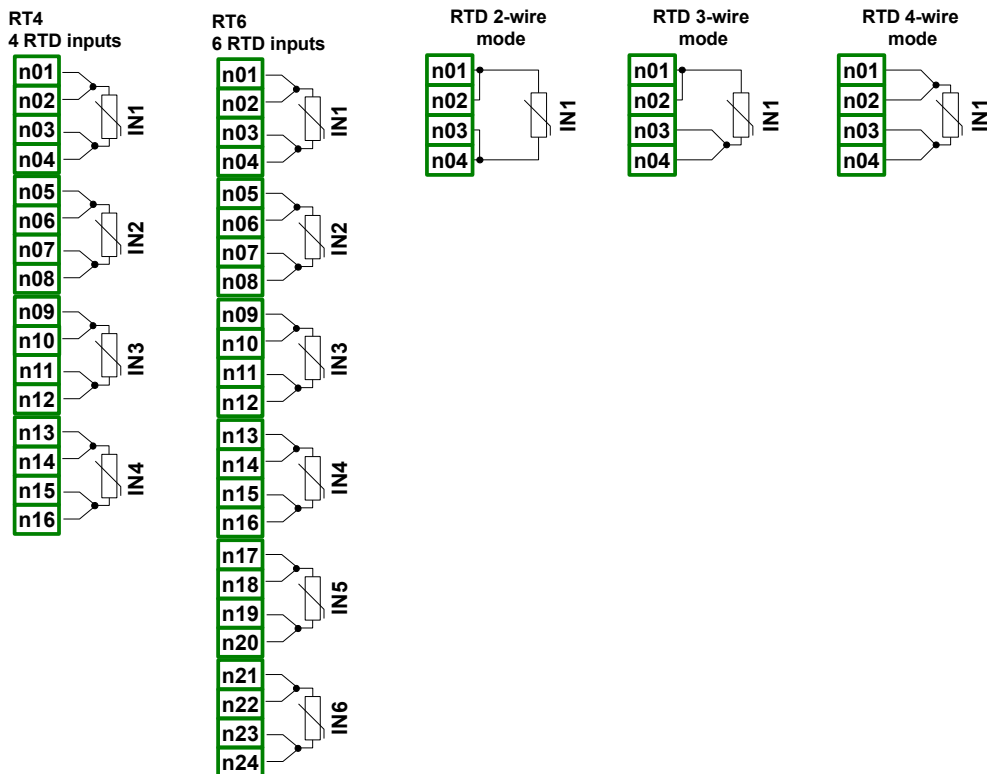 RT4
4 RTD inputs
n01
n02
n03
n04
IN1
n05
n06
n07
n08
IN2
n09
n10
n11
n12
IN3
n13
n14
n15
n16
IN4
RT6
6 RTD inputs
n01
n02
n03
n04
IN1
n05
n06
n07
n08
IN2
n09
n10
n11
n12
IN3
n13
n14
n15
n16
IN4
n17
n18
n19
n20
IN5
n21
n22
n23
n24
IN6
RTD 2-wire
mode
n01
n02
n03
n04
IN1
RTD 3-wire
mode
n01
n02
n03
n04
IN1
RTD 4-wire
mode
n01
n02
n03
n04
IN1